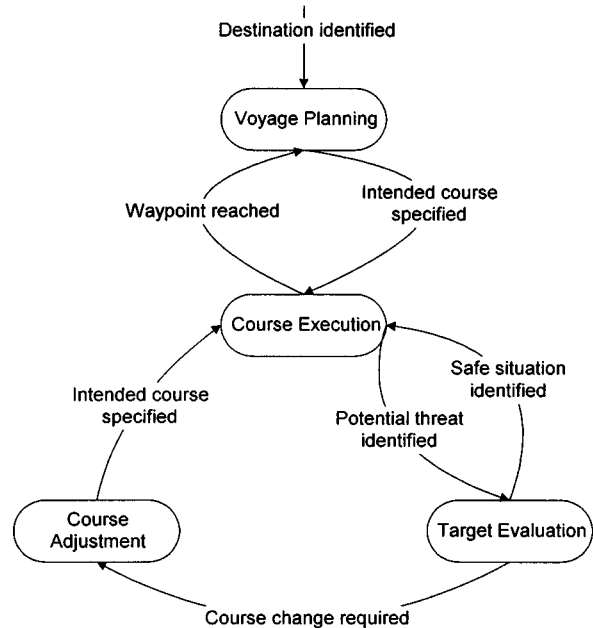 Destination identified
Voyage Planning
Waypoint reached
Intended course
specified
Course Execution
Safe situation
identified
Intended course
specified
Potential threat
identified
Course
Adjustment
Target Evaluation
Course change required